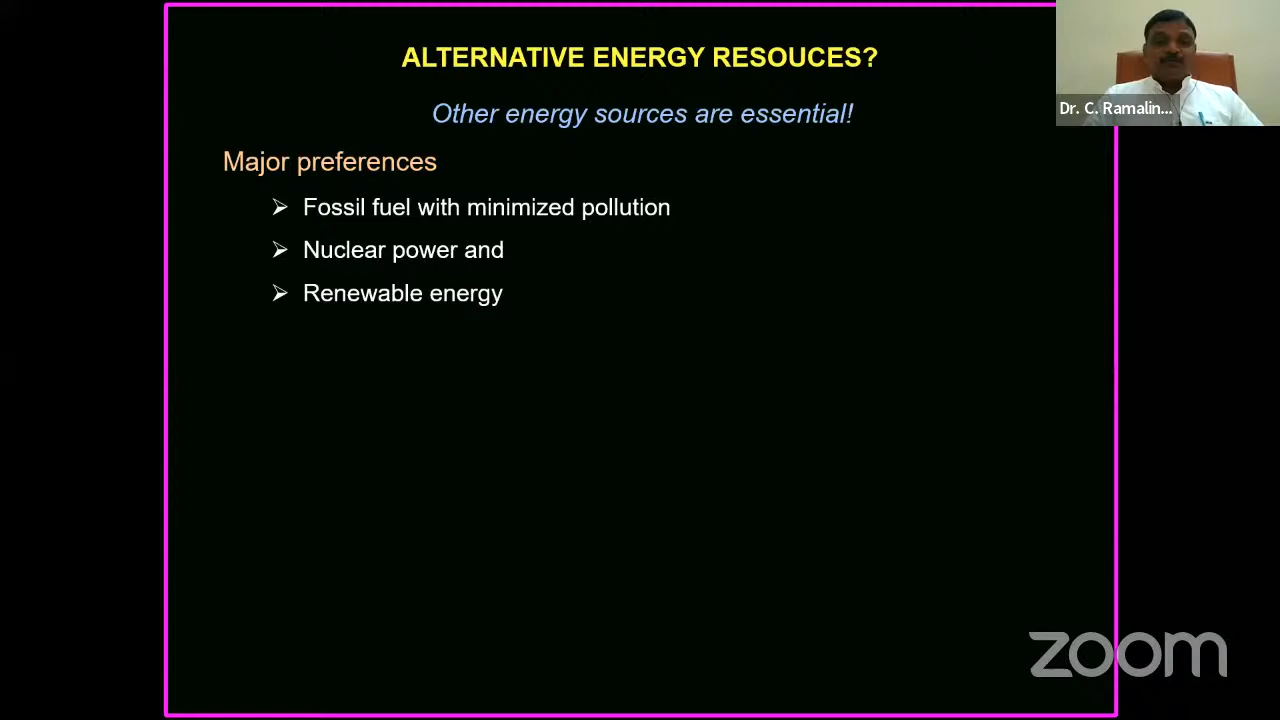 ALTERNATIVE ENERGY RESOUCES?
Other energy sources are essential!
Major preferences
Fossil fuel with minimized pollution
Nuclear power and
Renewable energy
Dr. C. Ramalin...
zoom